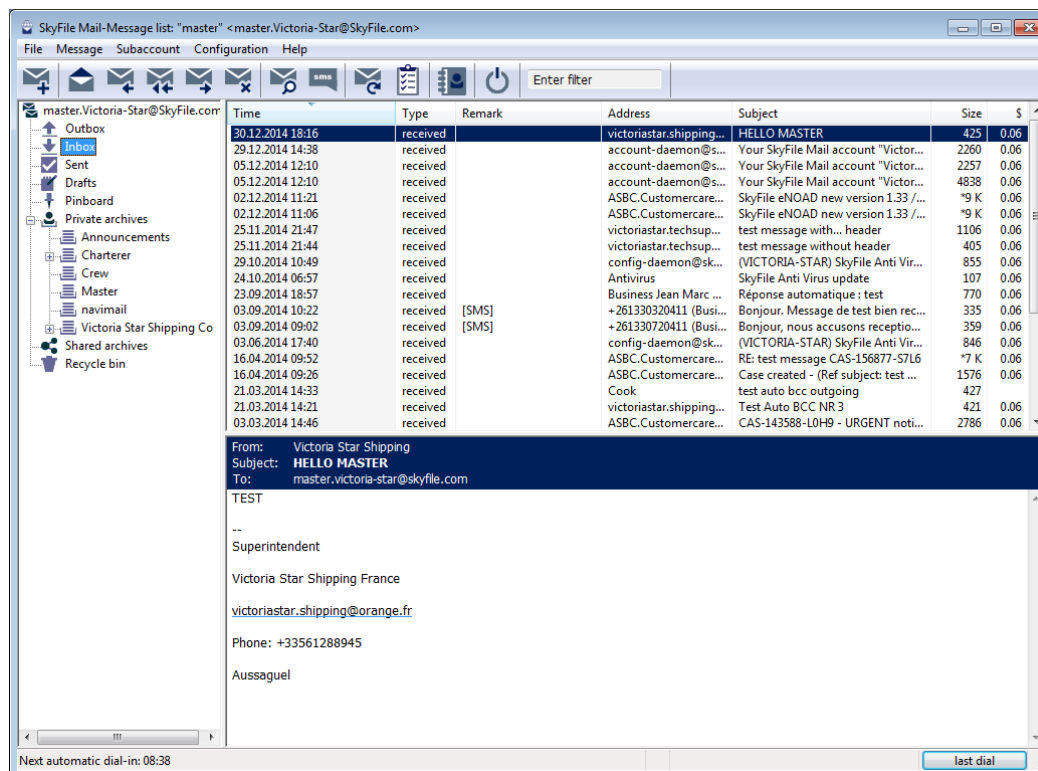 SkyFile Mail-Message list: "master" <master.Victoria-Star@SkyFile.com>
File Message Subaccount Configuration Help
sms
Enter filter
master.Victoria-Star@SkyFile.com
Outbox
Inbox
Sent
Drafts
Pinboard
Private archives
Announcements
Charterer
Crew
Master
navimail
Victoria Star Shipping Co
Shared archives
Recycle bin
Time Type Remark Address Subject Size $
30.12.2014 18:16 received victoriastar.shipping... HELLO MASTER 425 0.06
29.12.2014 14:38 received account-daemon@s... Your SkyFile Mail account "Victor... 2260 0.06
05.12.2014 12:10 received account-daemon@s... Your SkyFile Mail account "Victor... 2257 0.06
05.12.2014 12:10 received account-daemon@s... Your SkyFile Mail account "Victor... 4838 0.06
02.12.2014 11:21 received ASBC.Customercare... SkyFile eNOAD new version 1.33 /... *9 K 0.06
02.12.2014 11:06 received ASBC.Customercare... SkyFile eNOAD new version 1.33 /... *9 K 0.06
25.11.2014 21:47 received victoriastar.techsup... test message with... header 1106 0.06
25.11.2014 21:44 received victoriastar.techsup... test message without header 405 0.06
29.10.2014 10:49 received config-daemon@sk... (VICTORIA-STAR) SkyFile Anti Vir... 855 0.06
24.10.2014 06:57 received Antivirus SkyFile Anti Virus update 107 0.06
23.09.2014 18:57 received Business Jean Marc ... Réponse automatique : test 770 0.06
03.09.2014 10:22 received [SMS] +261330320411 (Busi... Bonjour. Message de test bien rec... 335 0.06
03.09.2014 09:02 received [SMS] +261330720411 (Busi... Bonjour, nous accusons receptio... 359 0.06
03.06.2014 17:40 received config-daemon@sk... (VICTORIA-STAR) SkyFile Anti Vir... 846 0.06
16.04.2014 09:52 received ASBC.Customercare... RE: test message CAS-156877-S7L6 *7 K 0.06
16.04.2014 09:26 received ASBC.Customercare... Case created - (Ref subject: test ... 1576 0.06
21.03.2014 14:33 received Cook test auto bcc outgoing 427
21.03.2014 14:21 received victoriastar.shipping... Test Auto BCC NR 3 421 0.06
03.03.2014 14:46 received ASBC.Customercare... CAS-143588-L0H9 - URGENT noti... 2786 0.06
From: Victoria Star Shipping
Subject: HELLO MASTER
To: master.victoria-star@skyfile.com
TEST
--
Superintendent
Victoria Star Shipping France
victoriastar.shipping@orange.fr
Phone: +33561288945
Aussaguel
Next automatic dial-in: 08:38
last dial